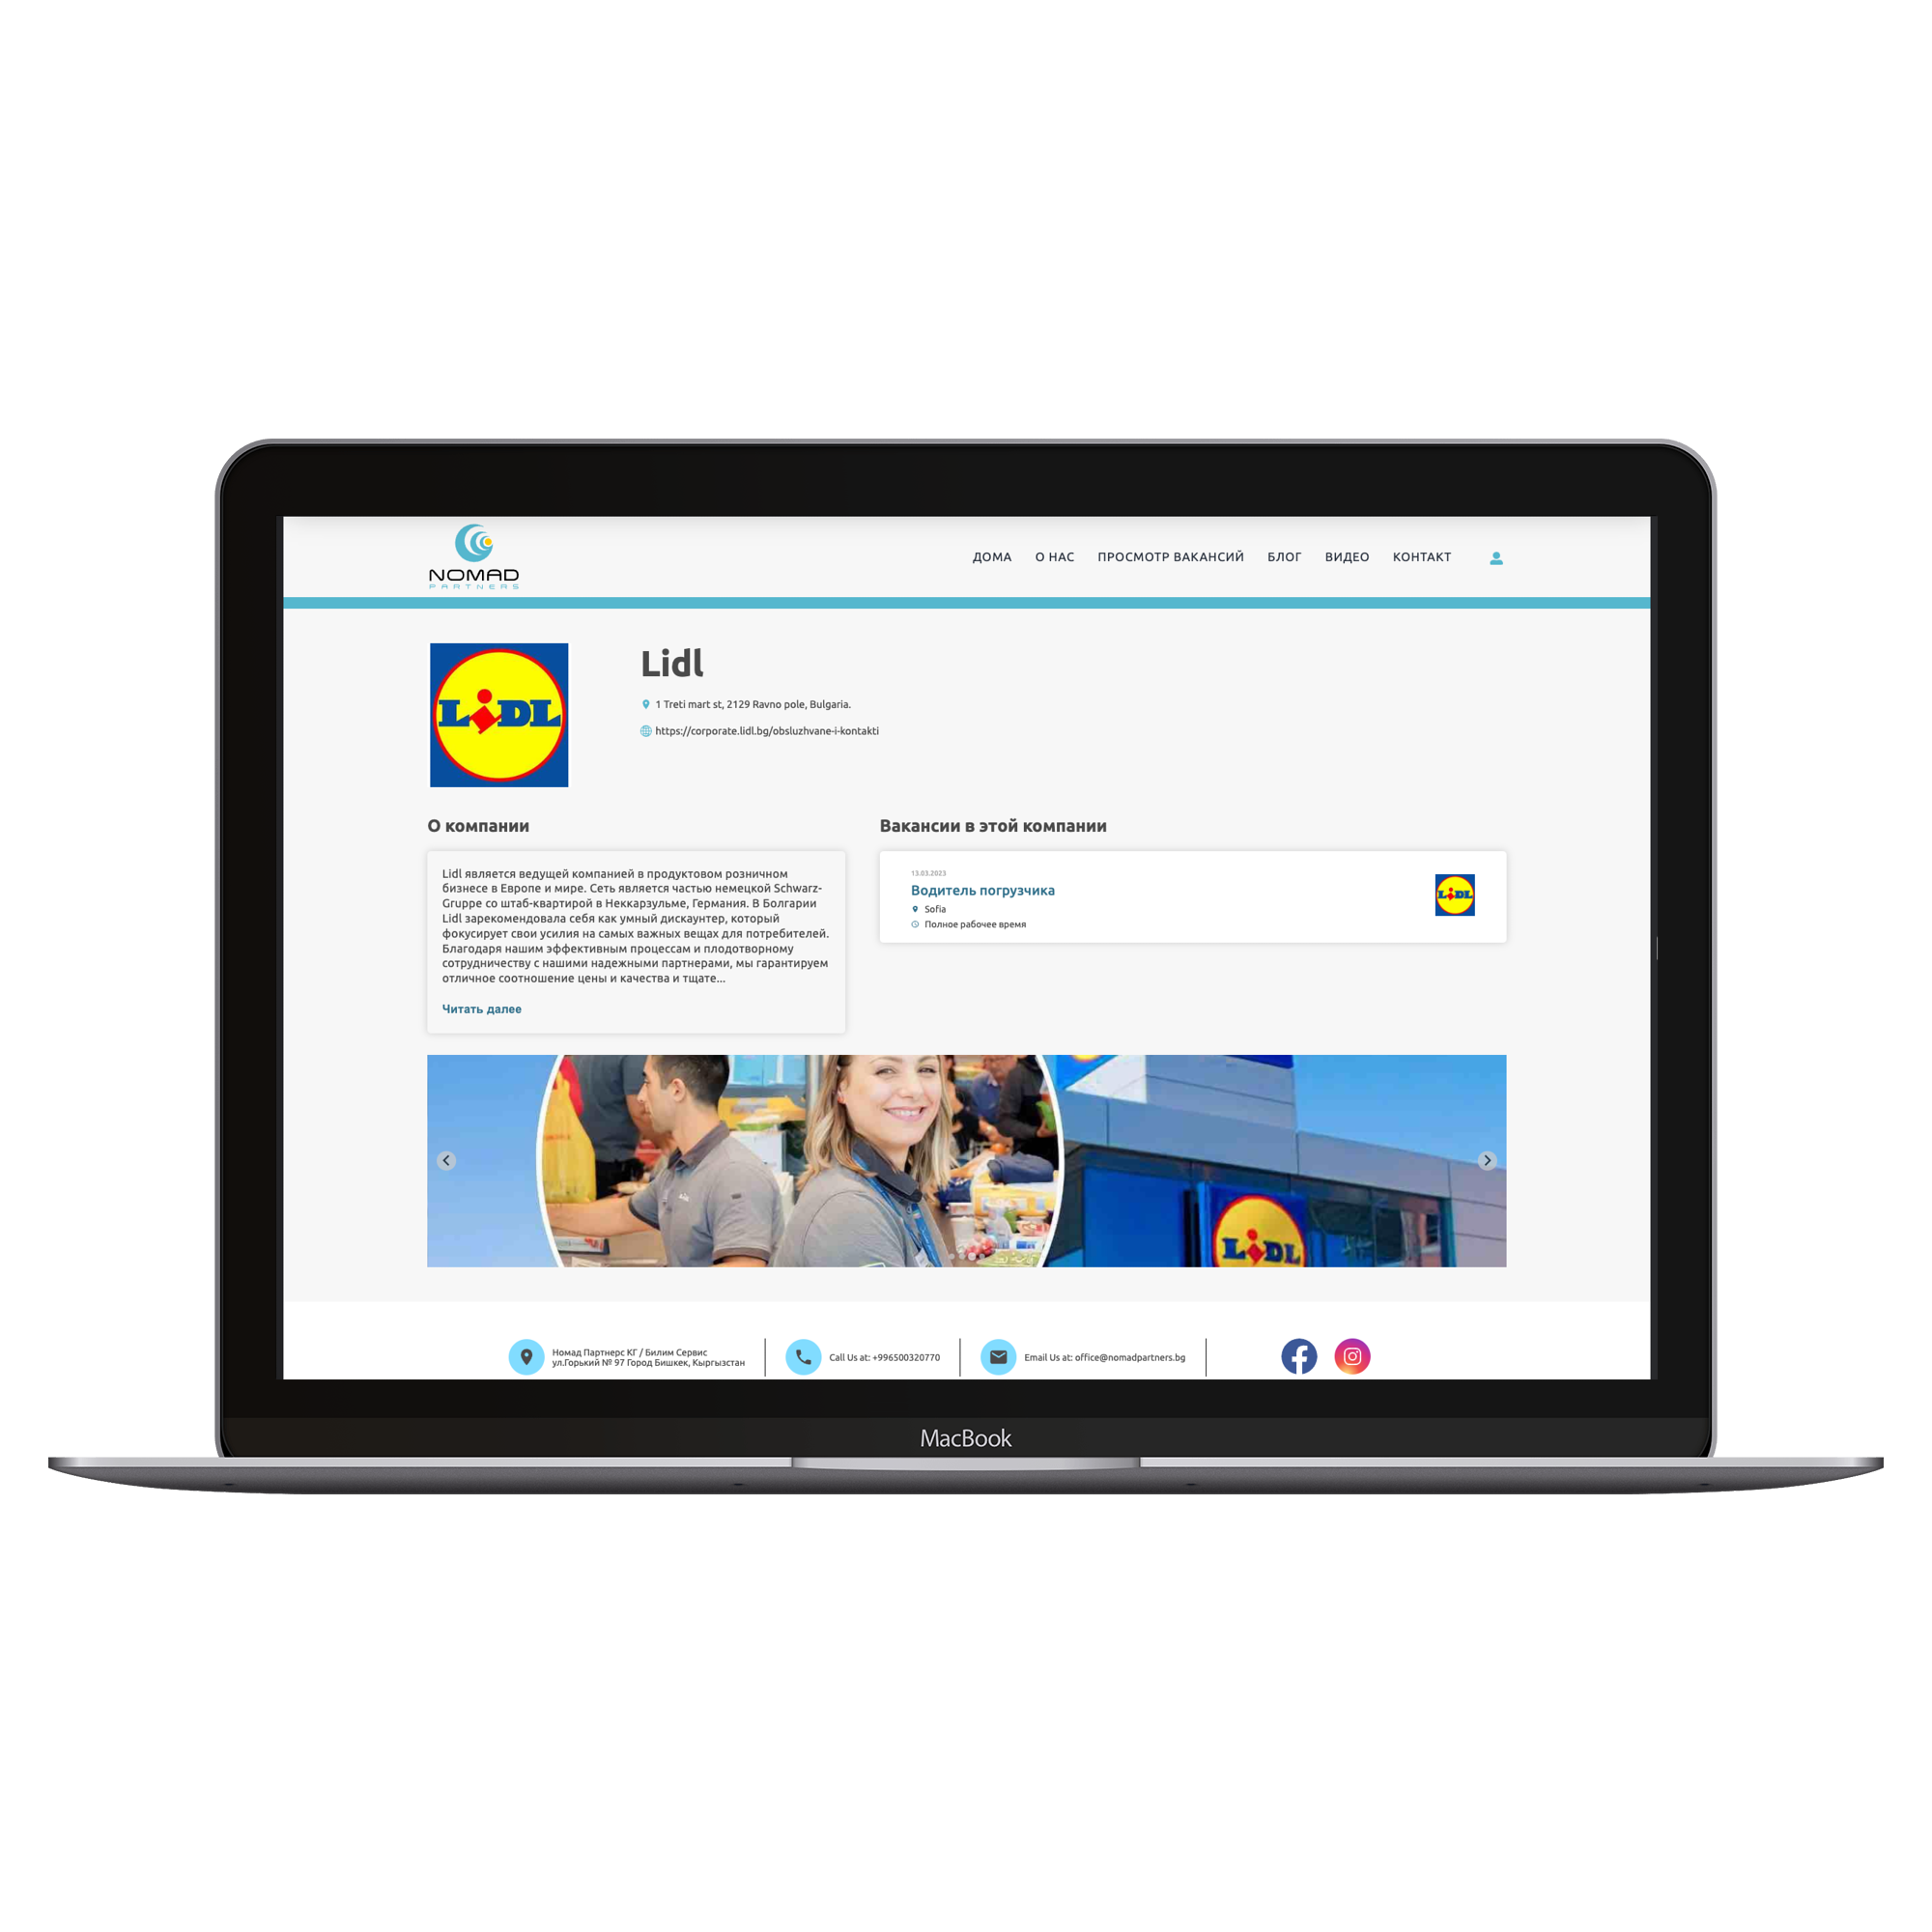 NOMAD
PARTNERS
ДОМА О НАС ПРОСМОТР ВАКАНСИЙ БЛОГ ВИДЕО КОНТАКТ
LIDL
Lidl
1 Treti mart st, 2129 Ravno pole, Bulgaria.
https://corporate.lidl.bg/obsluzhvane-i-kontakti
О компании
Lidl является ведущей компанией в продуктовом розничном
бизнесе в Европе и мире. Сеть является частью немецкой Schwarz-
Gruppe со штаб-квартирой в Неккарзульме, Германия. В Болгарии
Lidl зарекомендовала себя как умный дискаунтер, который
фокусирует свои усилия на самых важных вещах для потребителей.
Благодаря нашим эффективным процессам и плодотворному
сотрудничеству с нашими надежными партнерами, мы гарантируем
отличное соотношение цены и качества и тщате...
Читать далее
Вакансии в этой компании
13.03.2023
Водитель погрузчика
Sofia
Полное рабочее время
LIDL
LIDL
Номад Партнерс КГ / Билим Сервис
ул.Горький № 97 Город Бишкек, Кыргызстан
Call Us at: +996500320770
Email Us at: office@nomadpartners.bg
MacBook